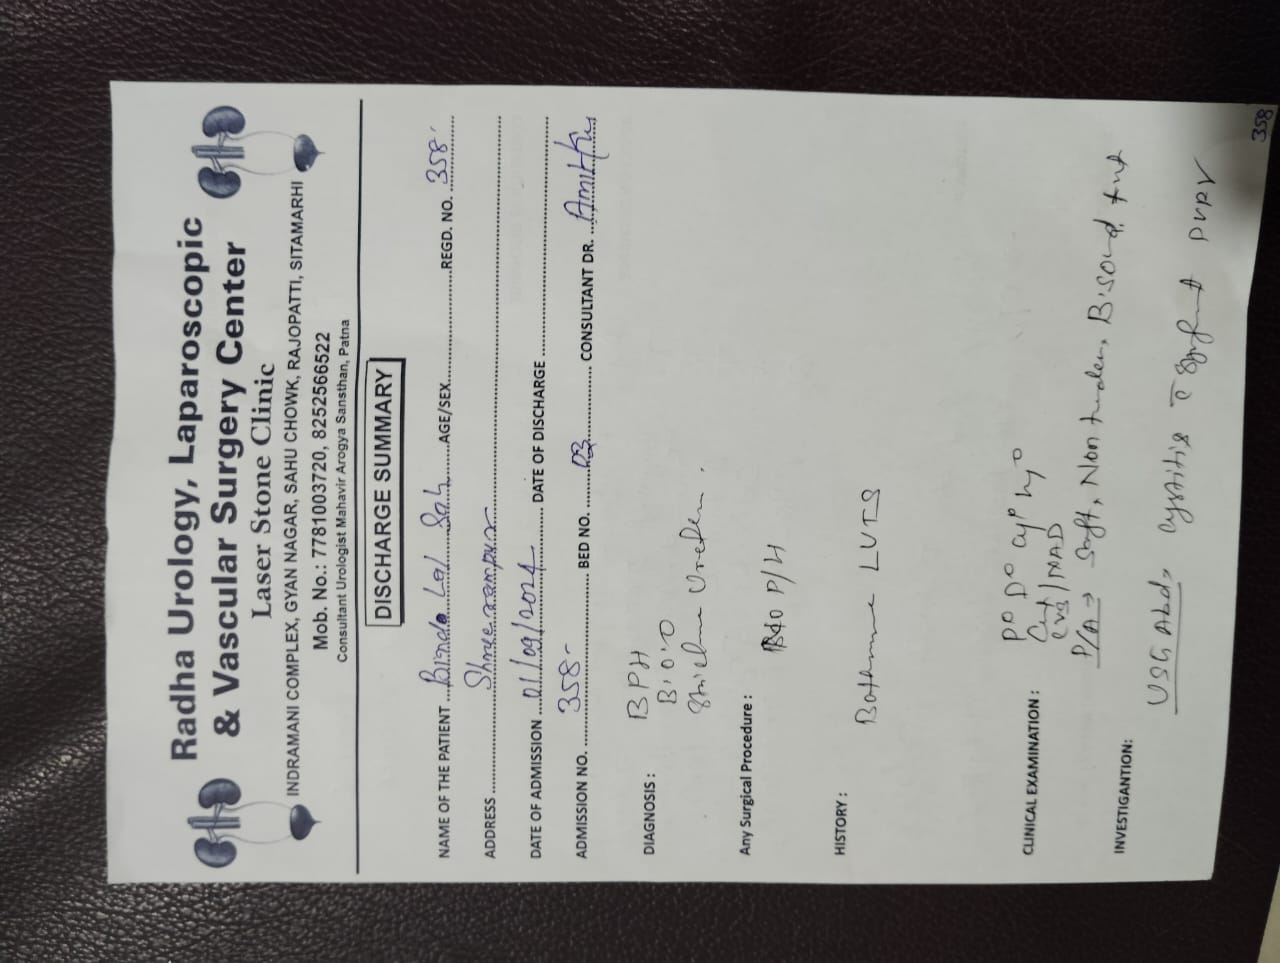 Radha Urology, Laparoscopic
& Vascular Surgery Center
Laser Stone Clinic
INDRAMANI COMPLEX, GYAN NAGAR, SAHU CHOWK, RAJOPATTI, SITAMARHI
Mob. No.: 7781003720, 8252566522
Consultant Urologist Mahavir Arogya Sansthan, Patna
DISCHARGE SUMMARY
NAME OF THE PATIENT Binda Lal Sah AGE/SEX REGD. NO. 358
ADDRESS
DATE OF ADMISSION 01/09/2024 DATE OF DISCHARGE
ADMISSION NO. 358 BED NO. 03 CONSULTANT DR. Amit
DIAGNOSIS : BPH
B.O.O
Any Surgical Procedure : P/H
HISTORY : LUTS
CLINICAL EXAMINATION :
P/A Soft, Non tender,
INVESTIGANTION: USG Abd Cystitis PVRV
358